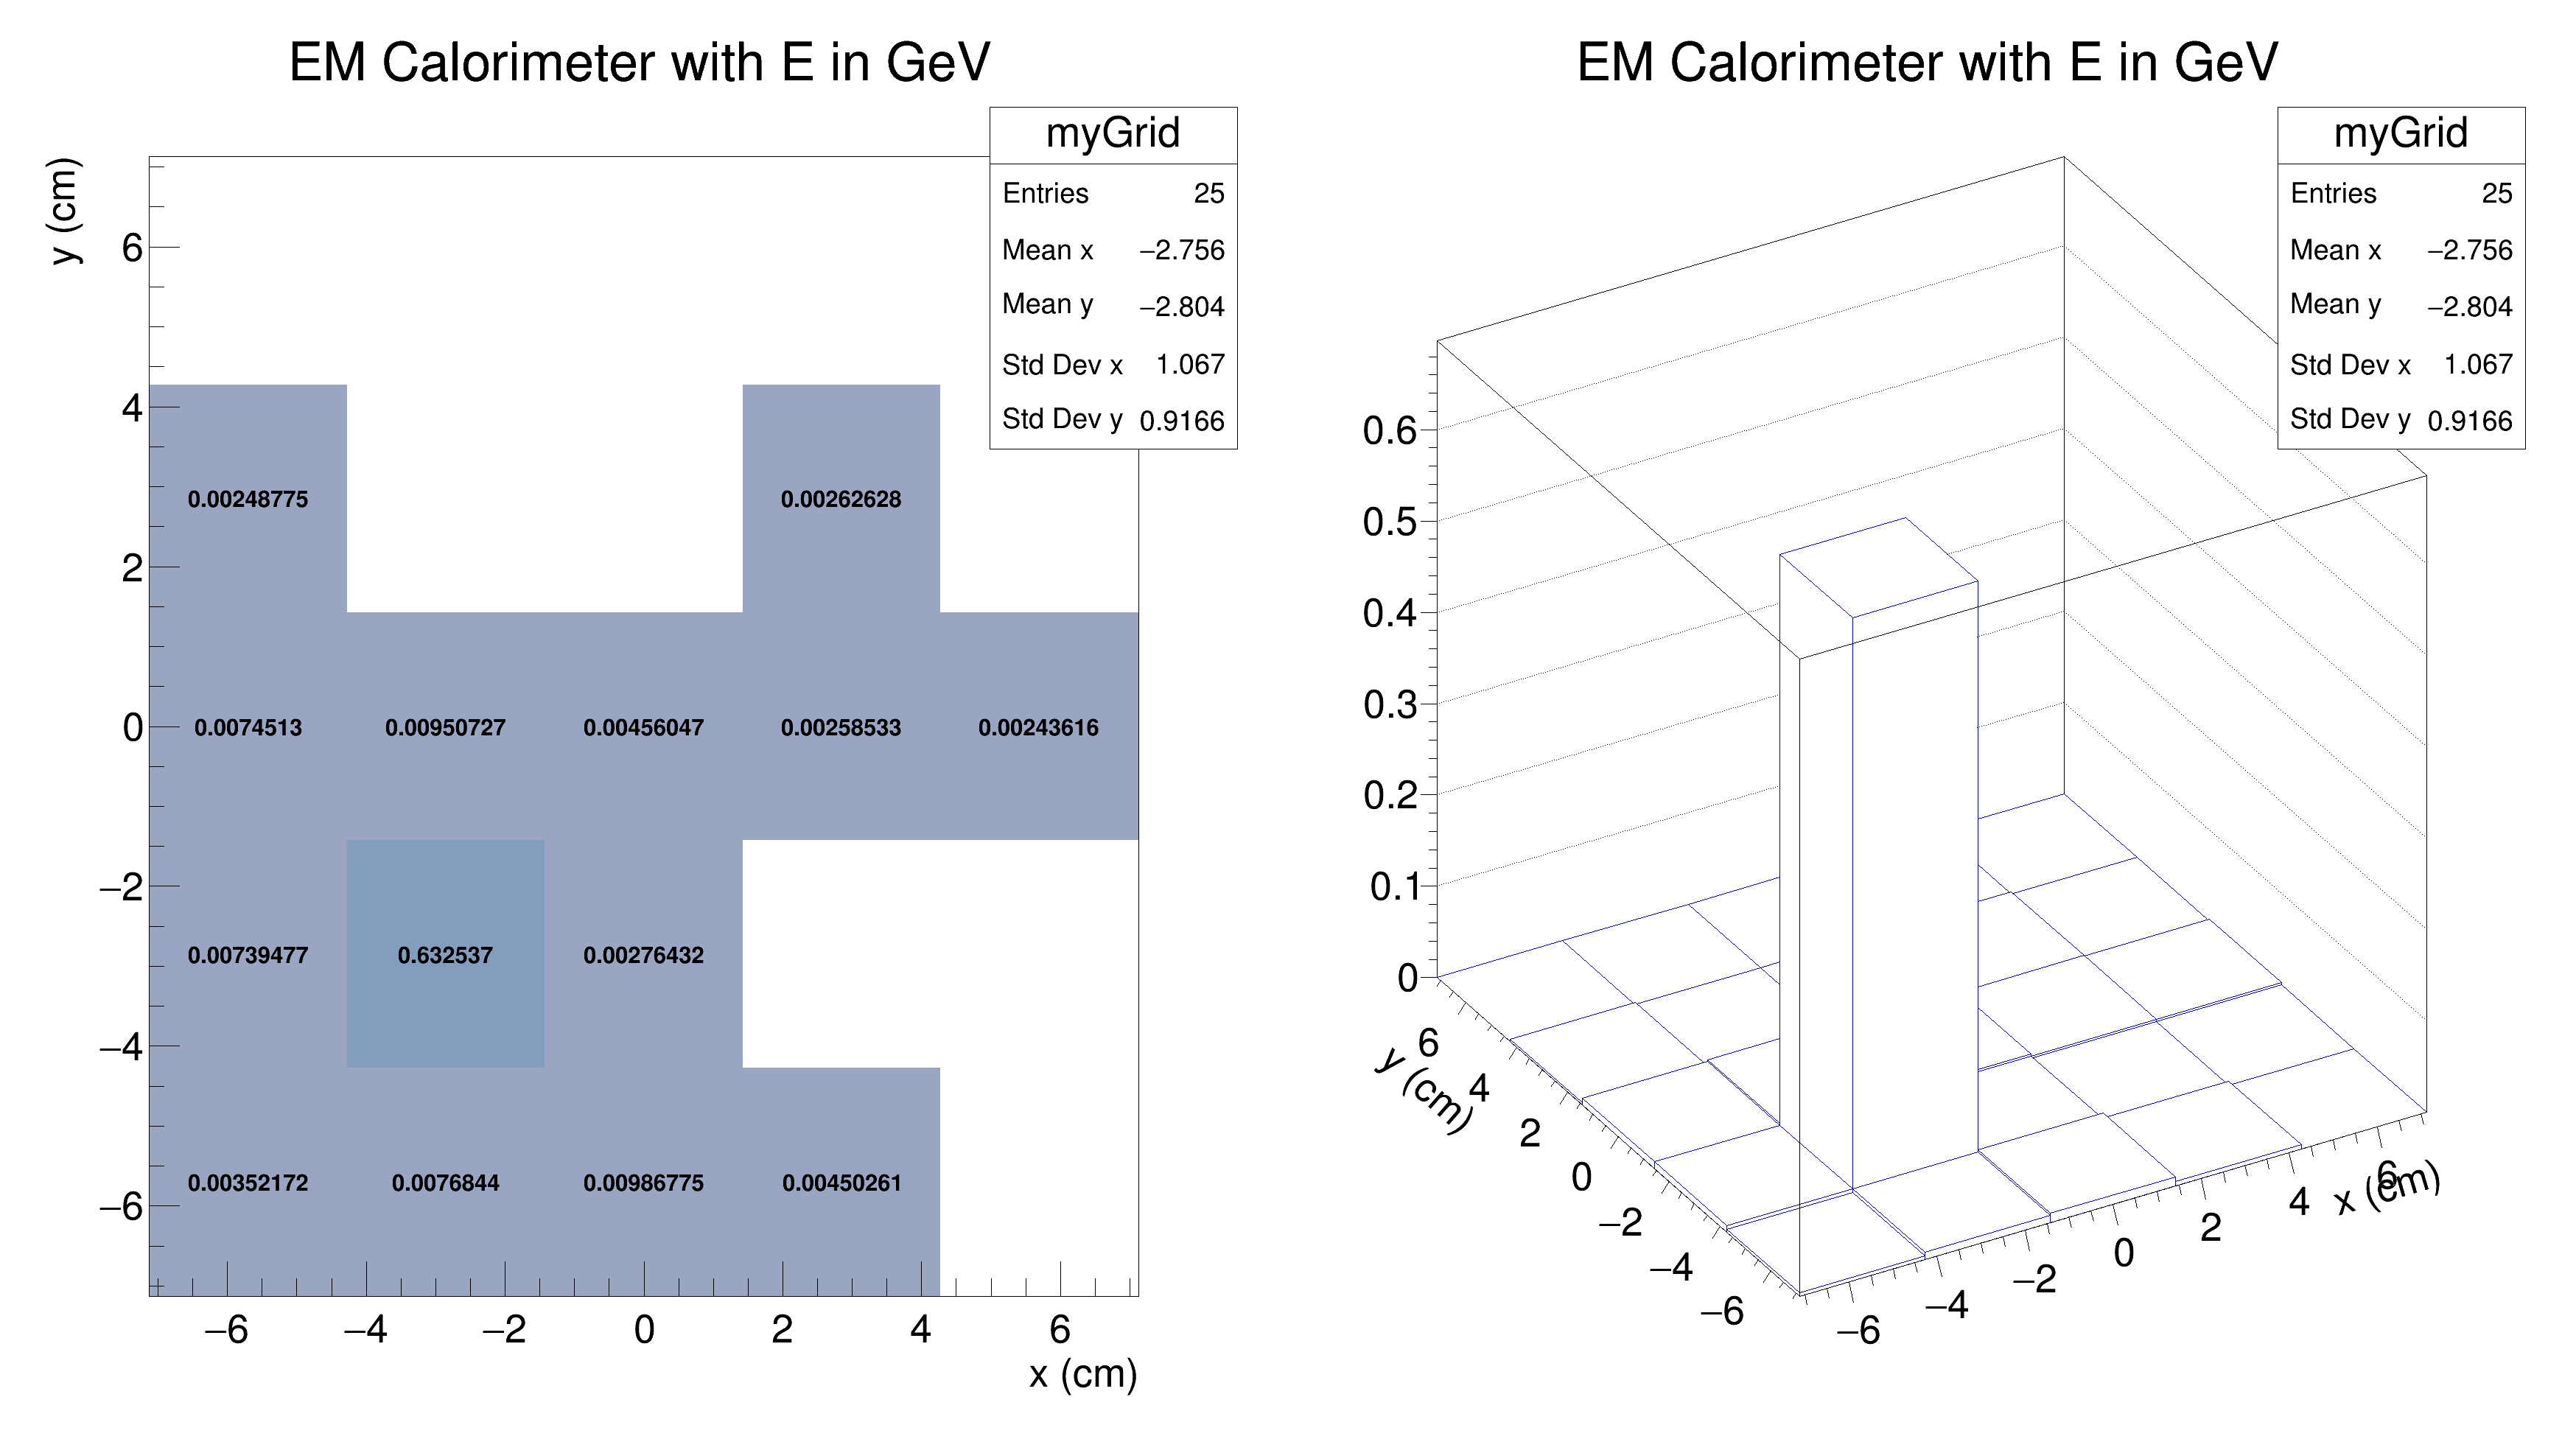 EM Calorimeter with E in GeV
myGrid
Entries 25
Mean x −2.756
Mean y −2.804
Std Dev x 1.067
Std Dev y 0.9166
y (cm)
6
4
2
0
−2
−4
−6
0.00248775 0.00262628
0.0074513 0.00950727 0.00456047 0.00258533 0.00243616
0.00739477 0.632537 0.00276432
0.00352172 0.0076844 0.00986775 0.00450261
−6 −4 −2 0 2 4 6
x (cm)
EM Calorimeter with E in GeV
myGrid
Entries 25
Mean x −2.756
Mean y −2.804
Std Dev x 1.067
Std Dev y 0.9166
0.6
0.5
0.4
0.3
0.2
0.1
0
y (cm)
6
4
2
0
−2
−4
−6
−6 −4 −2 0 2 4 6
x (cm)